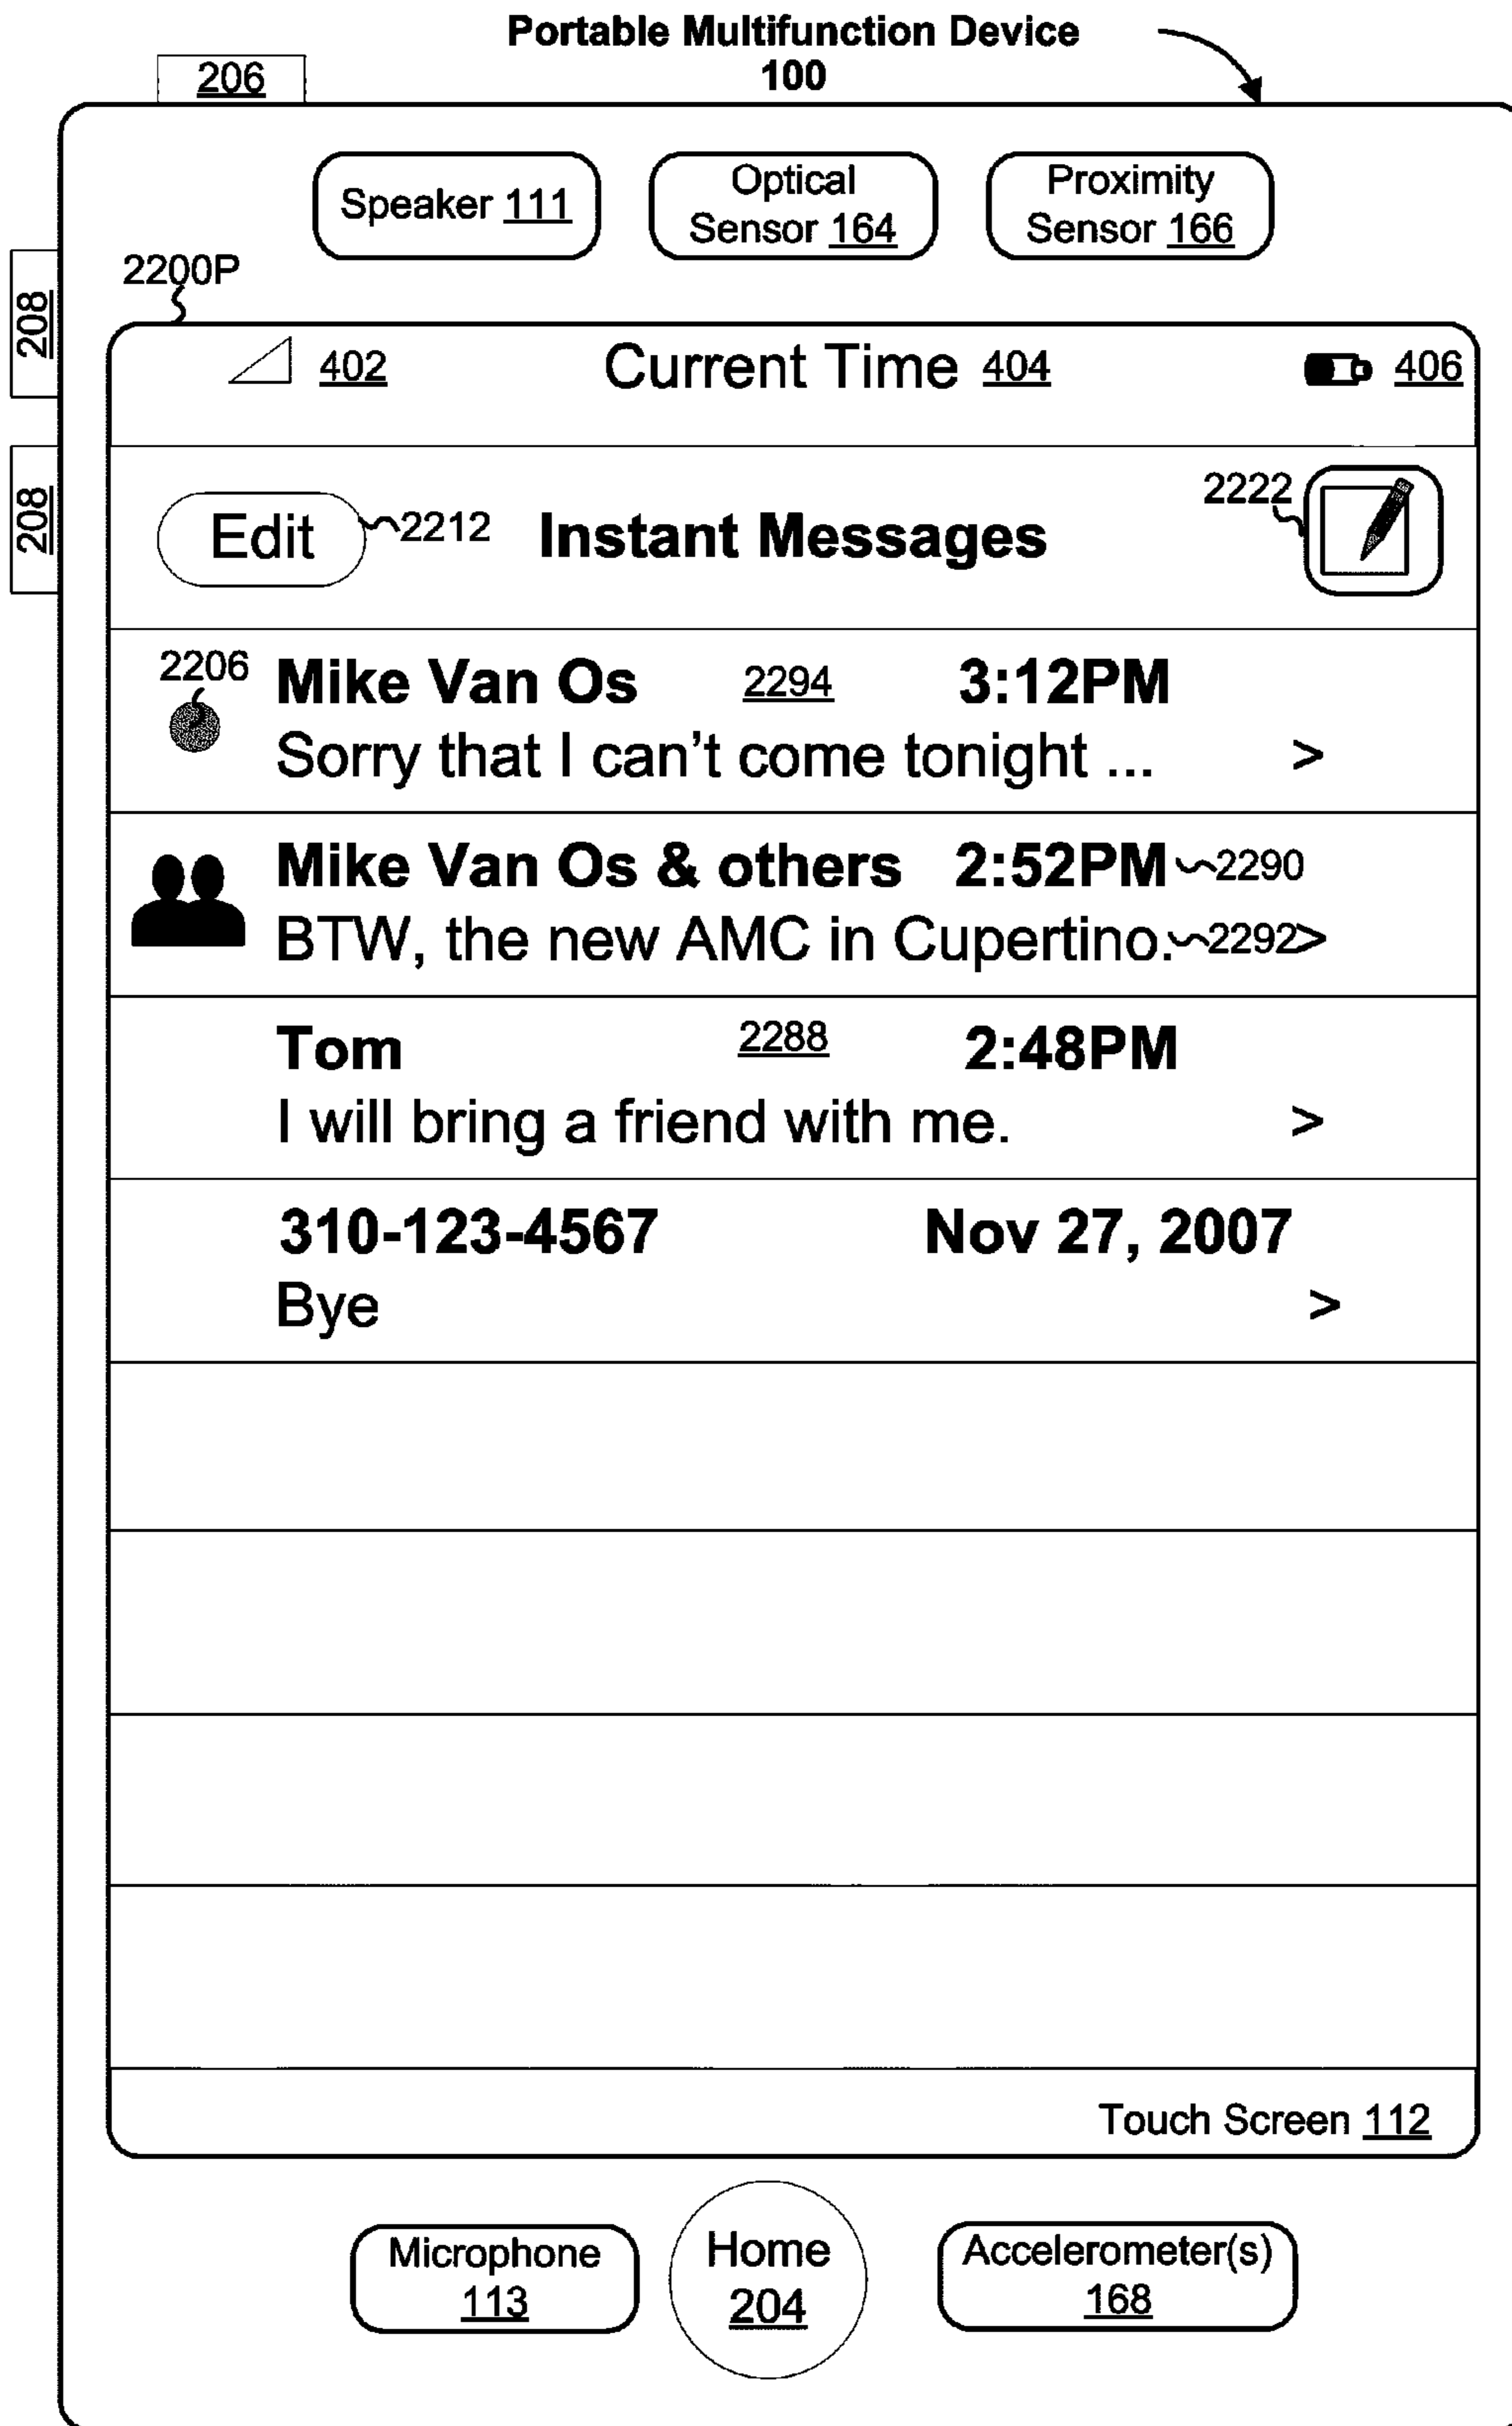 Portable Multifunction Device
100
206
Speaker 111
Optical
Sensor 164
Proximity
Sensor 166
208
208
2200P
402
Current Time 404
406
Edit
2212
Instant Messages
2222
2206
Mike Van Os
2294
3:12PM
Sorry that I can't come tonight ...
>
Mike Van Os & others
2:52PM
2290
BTW, the new AMC in Cupertino.
2292
>
Tom
2288
2:48PM
I will bring a friend with me.
>
310-123-4567
Nov 27, 2007
Bye
>
Touch Screen 112
Microphone
113
Home
204
Accelerometer(s)
168